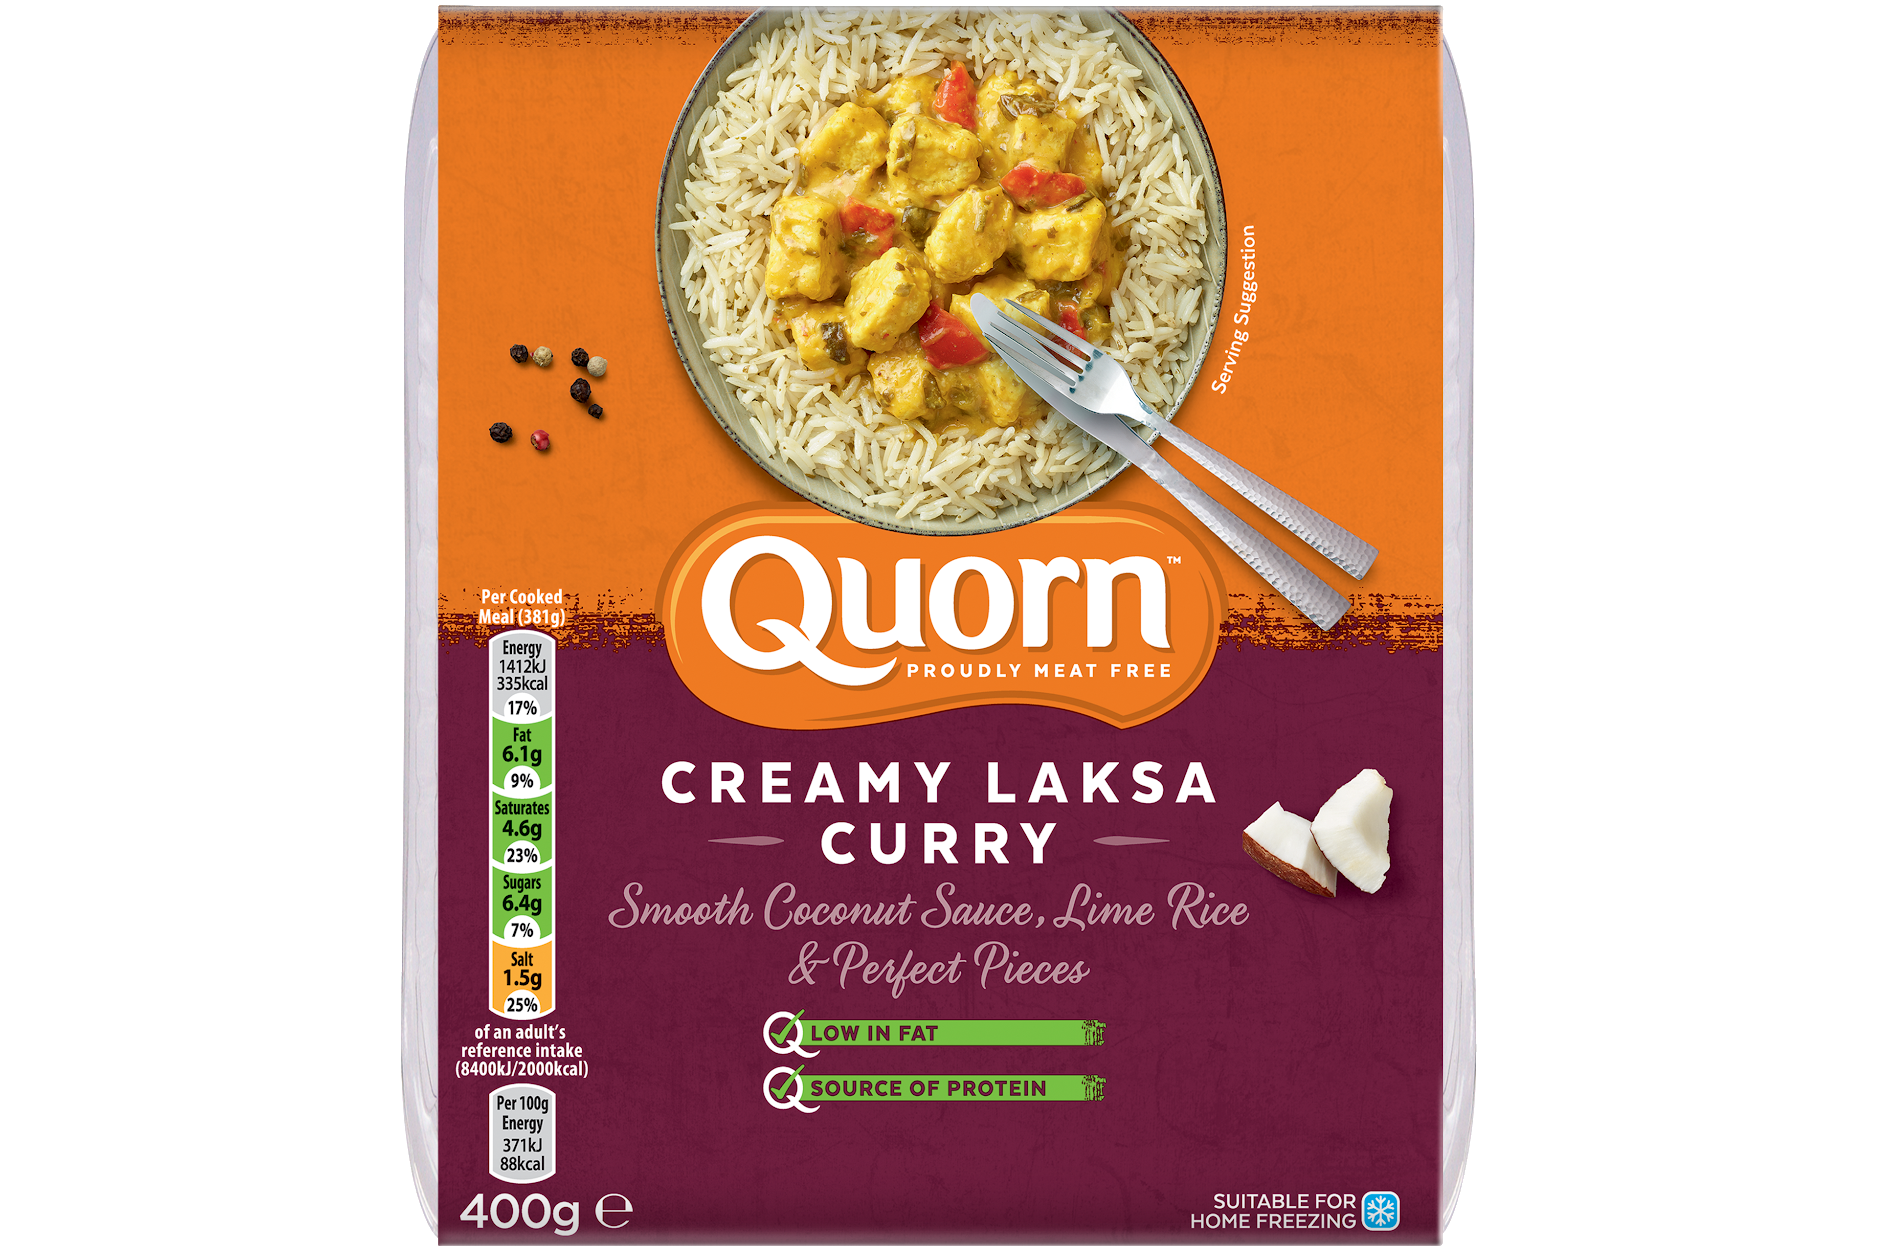 Serving Suggestion
Quorn™
PROUDLY MEAT FREE
Per Cooked
Meal (381g)
Energy
1412kJ
335kcal
17%
Fat
6.1g
9%
Saturates
4.6g
23%
Sugars
6.4g
7%
Salt
1.5g
25%
of an adult's
reference intake
(8400kJ/2000kcal)
Per 100g
Energy
371kJ
88kcal
400g ℮
CREAMY LAKSA
CURRY
Smooth Coconut Sauce, Lime Rice
& Perfect Pieces
LOW IN FAT
SOURCE OF PROTEIN
SUITABLE FOR
HOME FREEZING